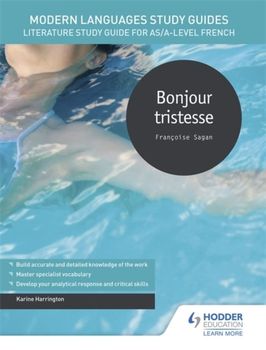 MODERN LANGUAGES STUDY GUIDES
LITERATURE STUDY GUIDE FOR AS/A-LEVEL FRENCH
Bonjour
tristesse
Françoise Sagan
Build accurate and detailed knowledge of the work
Master specialist vocabulary
Develop your analytical response and critical skills
Karine Harrington
HODDER
EDUCATION
LEARN MORE